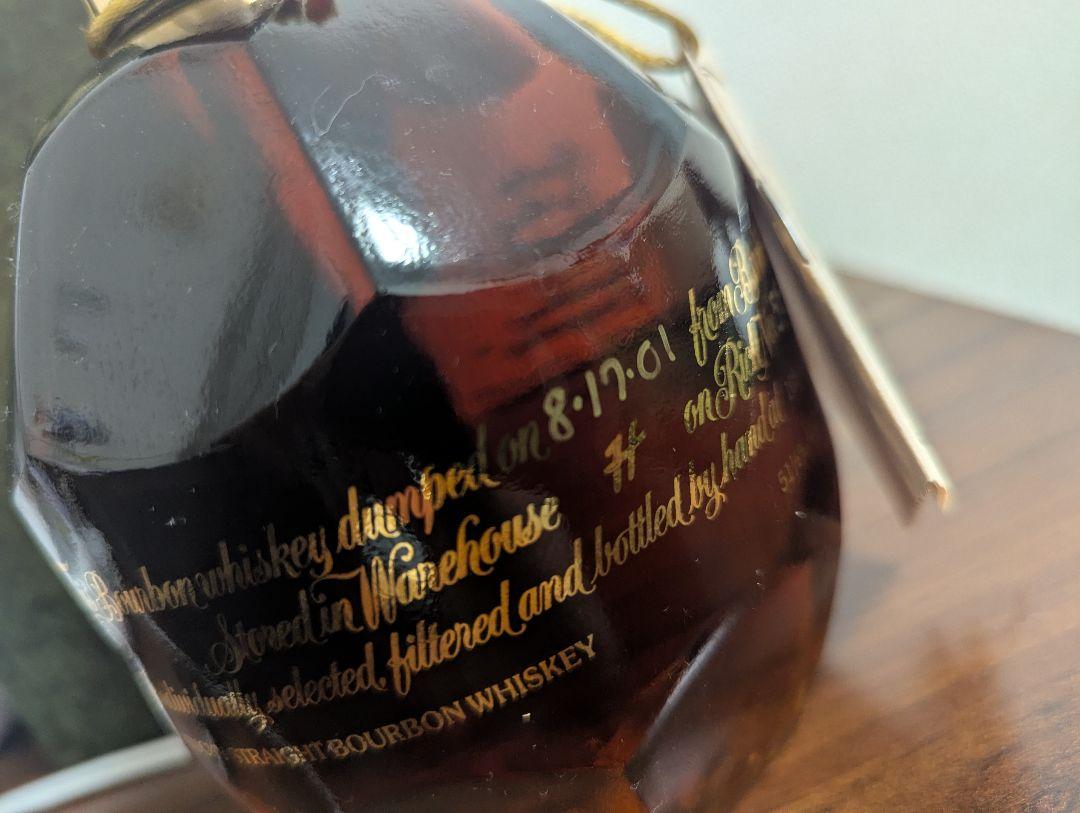 Bourbon whiskey dumped on 8·17·01 from
Stored in Warehouse H on
selected, filtered and bottled by hand at
STRAIGHT BOURBON WHISKEY